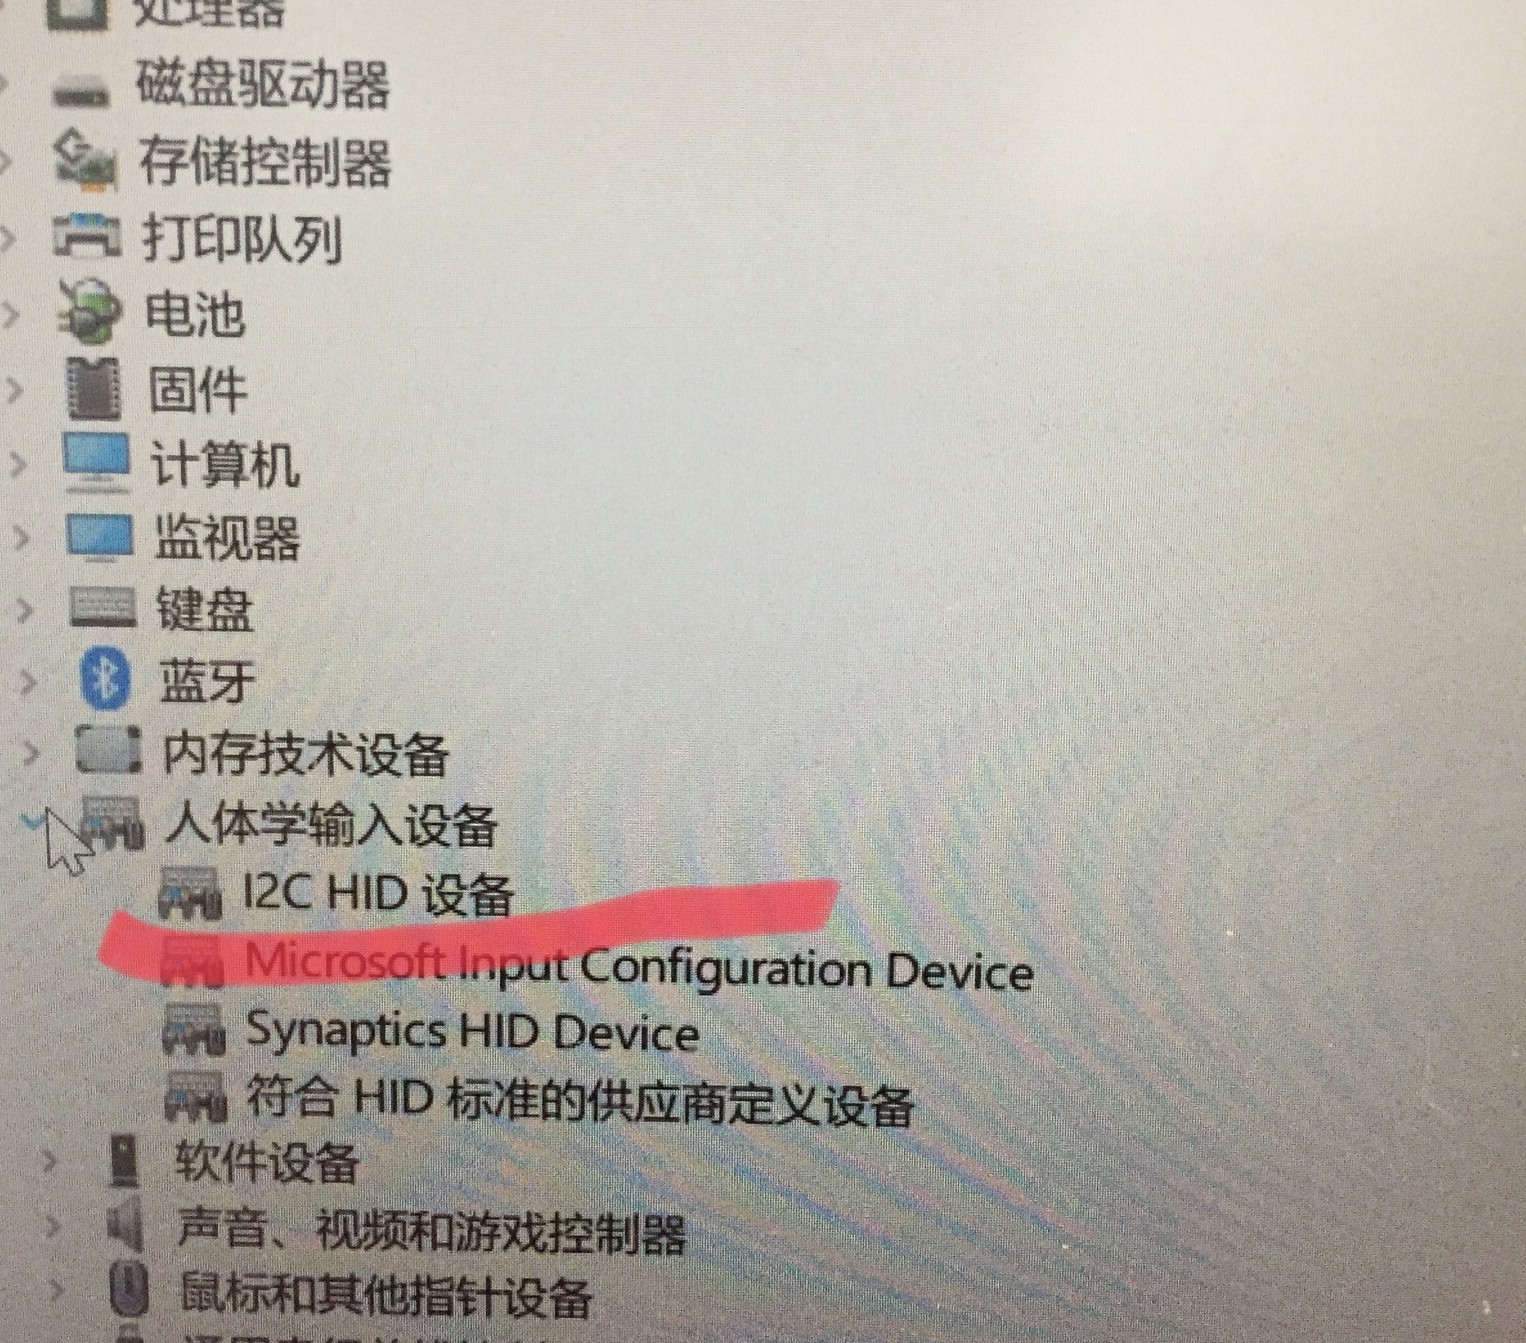 处理器
磁盘驱动器
存储控制器
打印队列
电池
固件
计算机
监视器
键盘
蓝牙
内存技术设备
人体学输入设备
I2C HID 设备
Microsoft Input Configuration Device
Synaptics HID Device
符合 HID 标准的供应商定义设备
软件设备
声音、视频和游戏控制器
鼠标和其他指针设备